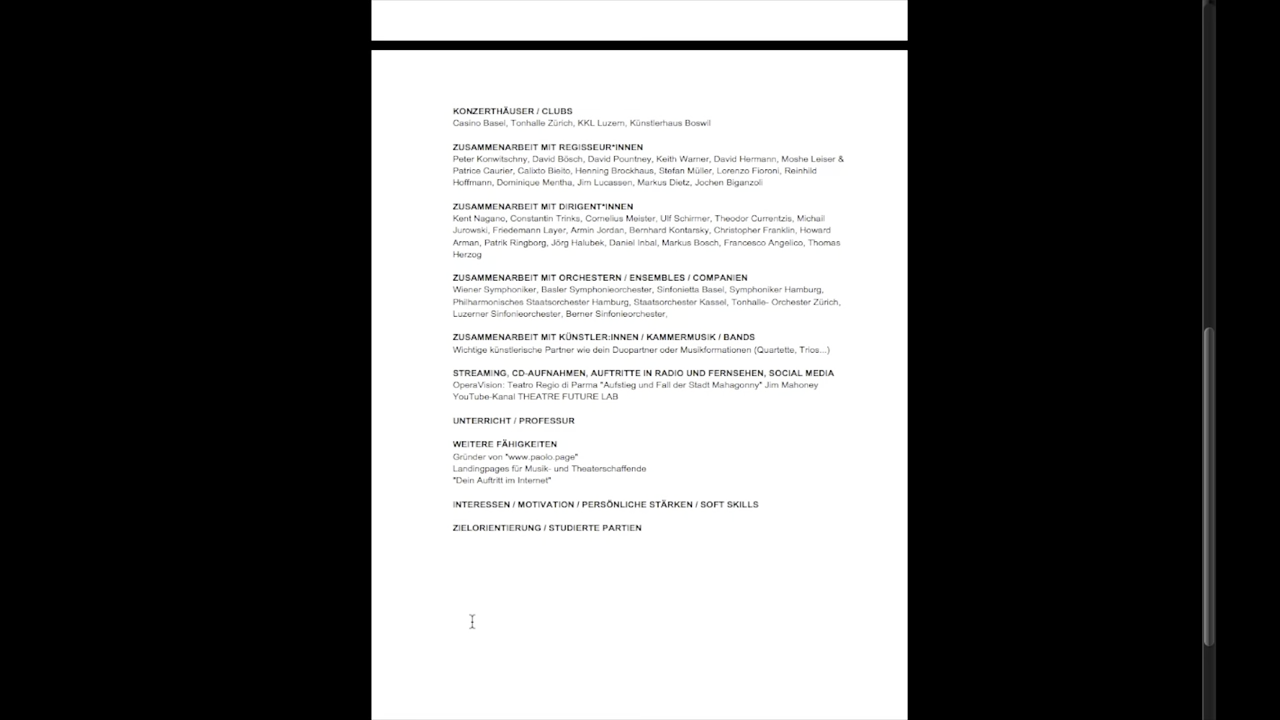 KONZERTHÄUSER / CLUBS
Casino Basel, Tonhalle Zürich, KKL Luzern, Künstlerhaus Boswil
ZUSAMMENARBEIT MIT REGISSEUR*INNEN
Peter Konwitschny, David Bösch, David Pountney, Keith Warner, David Hermann, Moshe Leiser &
Patrice Caurier, Calixto Bieito, Henning Brockhaus, Stefan Müller, Lorenzo Fioroni, Reinhild
Hoffmann, Dominique Mentha, Jim Lucassen, Markus Dietz, Jochen Biganzoli
ZUSAMMENARBEIT MIT DIRIGENT*INNEN
Kent Nagano, Constantin Trinks, Cornelius Meister, Ulf Schirmer, Theodor Currentzis, Michail
Jurowski, Friedemann Layer, Armin Jordan, Bernhard Kontarsky, Christopher Franklin, Howard
Arman, Patrik Ringborg, Jörg Halubek, Daniel Inbal, Markus Bosch, Francesco Angelico, Thomas
Herzog
ZUSAMMENARBEIT MIT ORCHESTERN / ENSEMBLES / COMPANIEN
Wiener Symphoniker, Basler Symphonieorchester, Sinfonietta Basel, Symphoniker Hamburg,
Philharmonisches Staatsorchester Hamburg, Staatsorchester Kassel, Tonhalle- Orchester Zürich,
Luzerner Sinfonieorchester, Berner Sinfonieorchester,
ZUSAMMENARBEIT MIT KÜNSTLER:INNEN / KAMMERMUSIK / BANDS
Wichtige künstlerische Partner wie dein Duopartner oder Musikformationen (Quartette, Trios...)
STREAMING, CD-AUFNAHMEN, AUFTRITTE IN RADIO UND FERNSEHEN, SOCIAL MEDIA
OperaVision: Teatro Regio di Parma "Aufstieg und Fall der Stadt Mahagonny" Jim Mahoney
YouTube-Kanal THEATRE FUTURE LAB
UNTERRICHT / PROFESSUR
WEITERE FÄHIGKEITEN
Gründer von "www.paolo.page"
Landingpages für Musik- und Theaterschaffende
"Dein Auftritt im Internet"
INTERESSEN / MOTIVATION / PERSÖNLICHE STÄRKEN / SOFT SKILLS
ZIELORIENTIERUNG / STUDIERTE PARTIEN